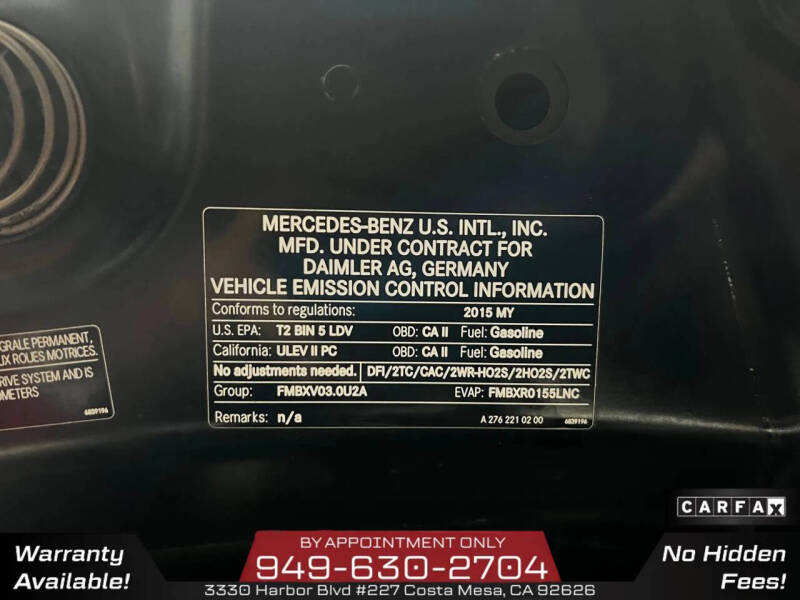 MERCEDES-BENZ U.S. INTL., INC.
MFD. UNDER CONTRACT FOR
DAIMLER AG, GERMANY
VEHICLE EMISSION CONTROL INFORMATION
Conforms to regulations: 2015 MY
U.S. EPA: T2 BIN 5 LDV OBD: CA II Fuel: Gasoline
California: ULEV II PC OBD: CA II Fuel: Gasoline
No adjustments needed. DFI/2TC/CAC/2WR-HO2S/2HO2S/2TWC
Group: FMBXV03.0U2A EVAP: FMBXR0155LNC
Remarks: n/a A 276 221 02 00 6839196
GRALE PERMANENT,
UX ROUES MOTRICES.
RIVE SYSTEM AND IS
OMETERS
6839196
CARFAX
Warranty
Available!
BY APPOINTMENT ONLY
949-630-2704
3330 Harbor Blvd #227 Costa Mesa, CA 92626
No Hidden
Fees!